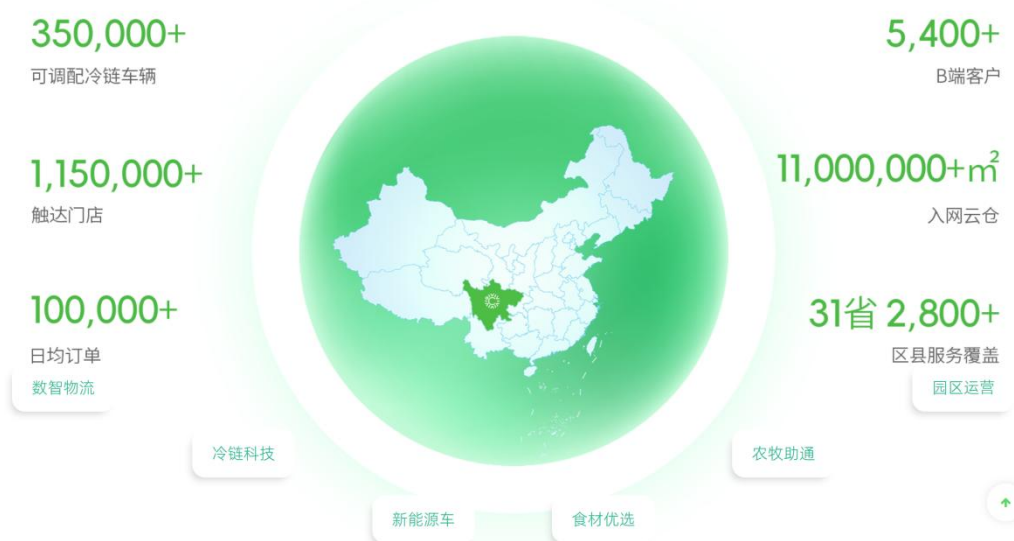 350,000+
可调配冷链车辆
1,150,000+
触达门店
100,000+
日均订单
5,400+
B端客户
11,000,000+㎡
入网云仓
31省 2,800+
区县服务覆盖
数智物流
冷链科技
新能源车
食材优选
农牧助通
园区运营